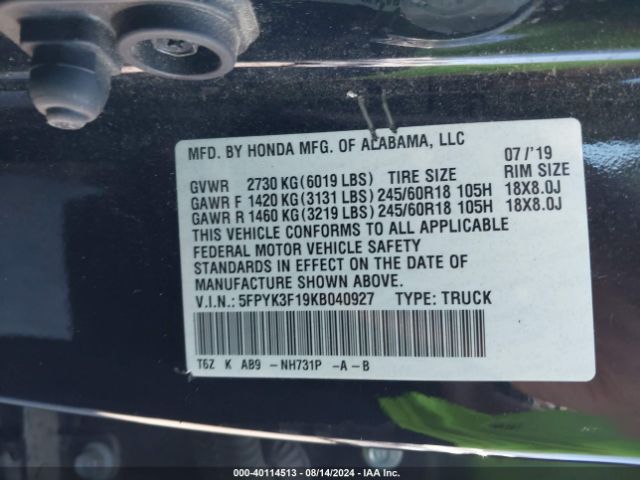 MFD. BY HONDA MFG. OF ALABAMA, LLC 07/'19
GVWR 2730 KG (6019 LBS) TIRE SIZE RIM SIZE
GAWR F 1420 KG (3131 LBS) 245/60R18 105H 18X8.0J
GAWR R 1460 KG (3219 LBS) 245/60R18 105H 18X8.0J
THIS VEHICLE CONFORMS TO ALL APPLICABLE
FEDERAL MOTOR VEHICLE SAFETY
STANDARDS IN EFFECT ON THE DATE OF
MANUFACTURE SHOWN ABOVE.
V.I.N.: 5FPYK3F19KB040927 TYPE: TRUCK
T6Z K AB9 -NH731P -A-B
000-40114513 - 08/14/2024 - IAA Inc.